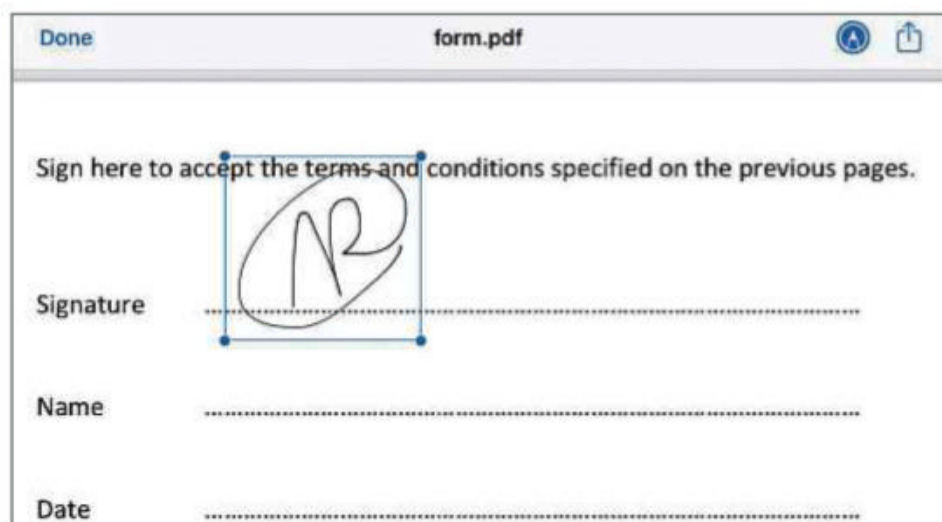 Done form.pdf
Sign here to accept the terms and conditions specified on the previous pages.
NR
Signature
Name
Date